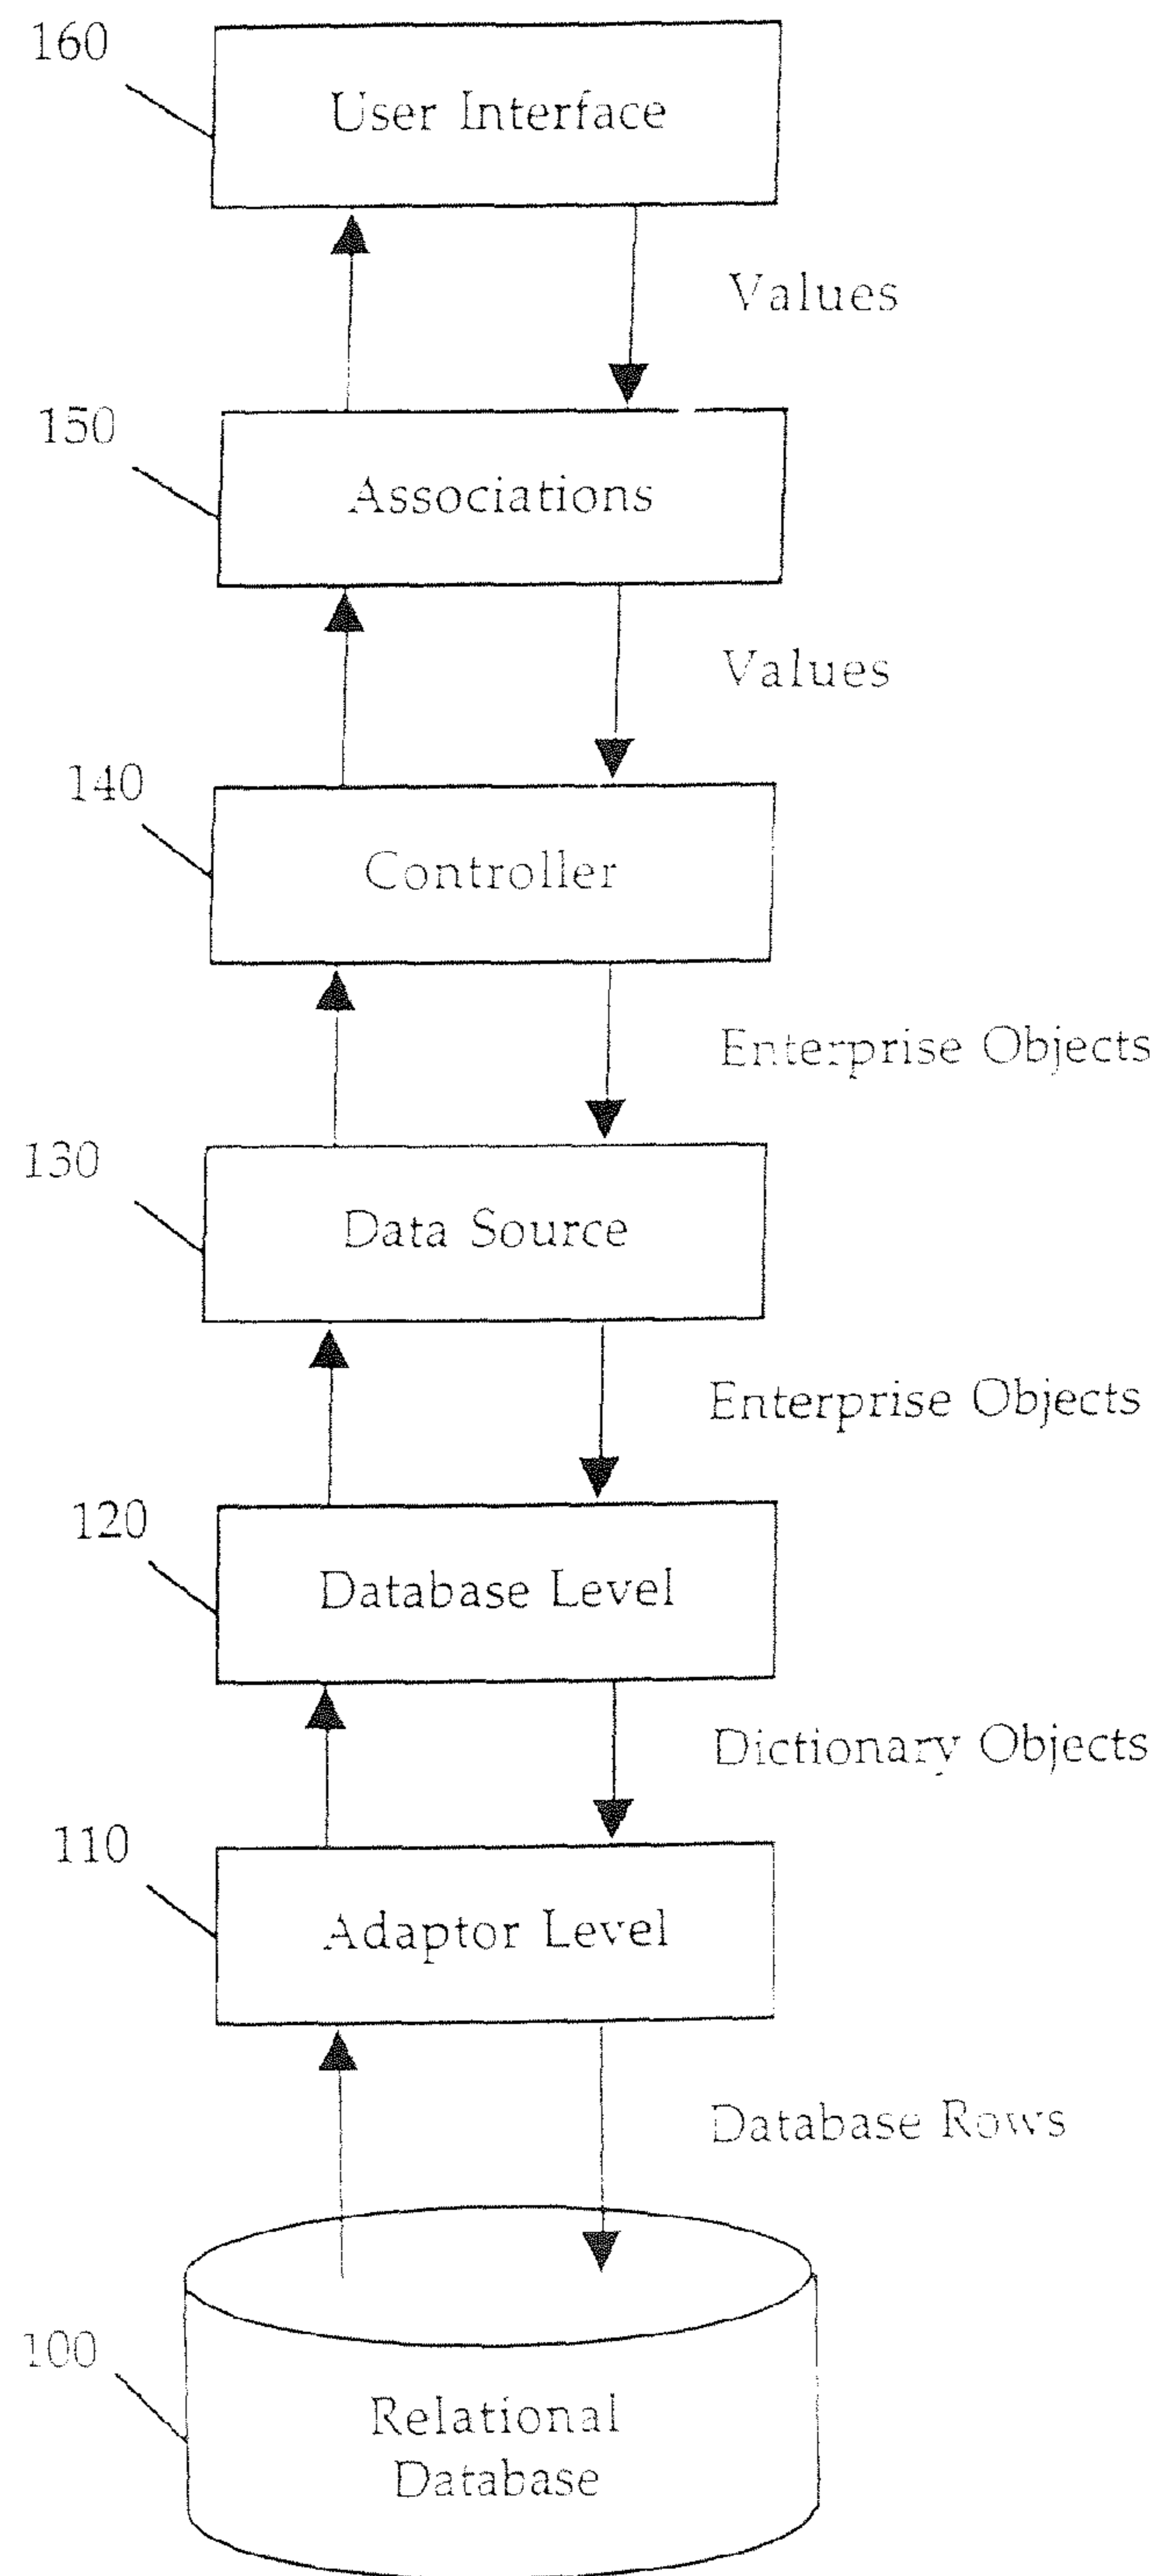 160
User Interface
Values
150
Associations
Values
140
Controller
Enterprise Objects
130
Data Source
Enterprise Objects
120
Database Level
Dictionary Objects
110
Adaptor Level
Database Rows
100
Relational
Database